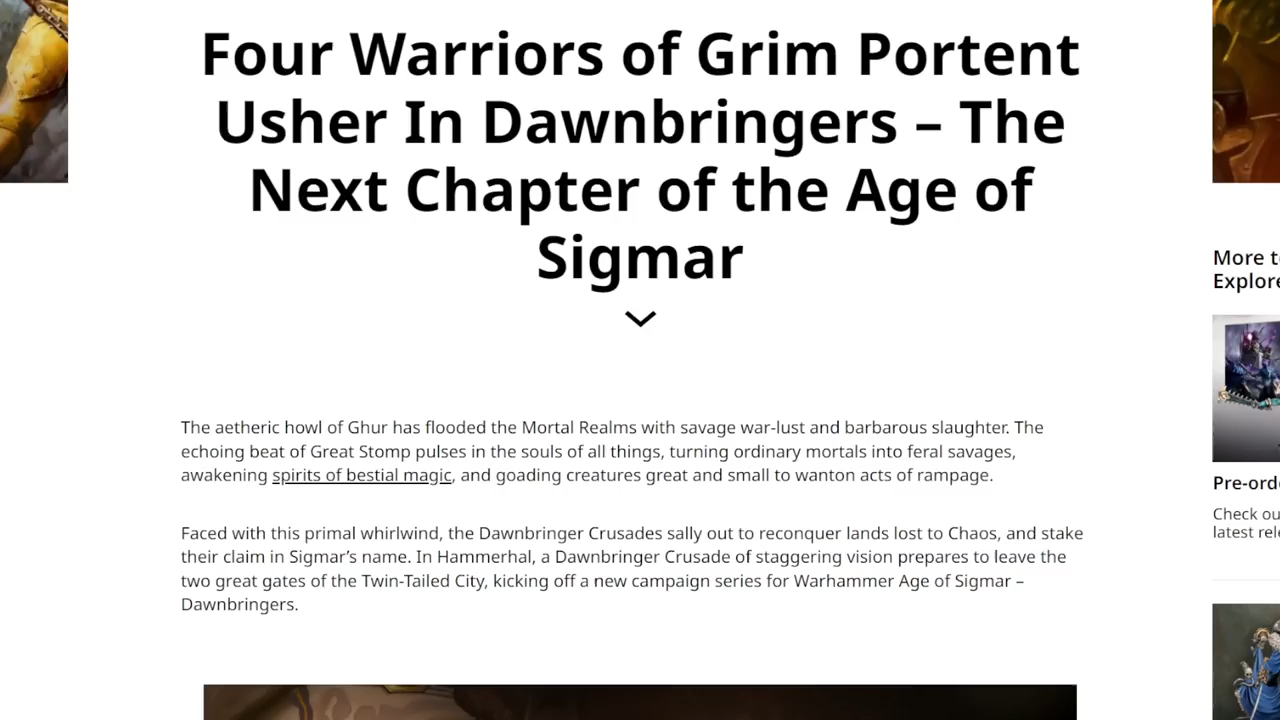 Four Warriors of Grim Portent
Usher In Dawnbringers – The
Next Chapter of the Age of
Sigmar
The aetheric howl of Ghur has flooded the Mortal Realms with savage war-lust and barbarous slaughter. The
echoing beat of Great Stomp pulses in the souls of all things, turning ordinary mortals into feral savages,
awakening spirits of bestial magic, and goading creatures great and small to wanton acts of rampage.
Faced with this primal whirlwind, the Dawnbringer Crusades sally out to reconquer lands lost to Chaos, and stake
their claim in Sigmar’s name. In Hammerhal, a Dawnbringer Crusade of staggering vision prepares to leave the
two great gates of the Twin-Tailed City, kicking off a new campaign series for Warhammer Age of Sigmar –
Dawnbringers.
More
Explore
Check
latest